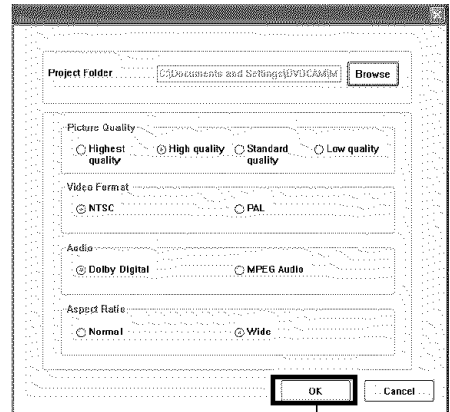 Project Folder C:\Documents and Settings\DVDCAM\M Browse
Picture Quality
Highest quality High quality Standard quality Low quality
Video Format
NTSC PAL
Audio
Dolby Digital MPEG Audio
Aspect Ratio
Normal Wide
OK Cancel